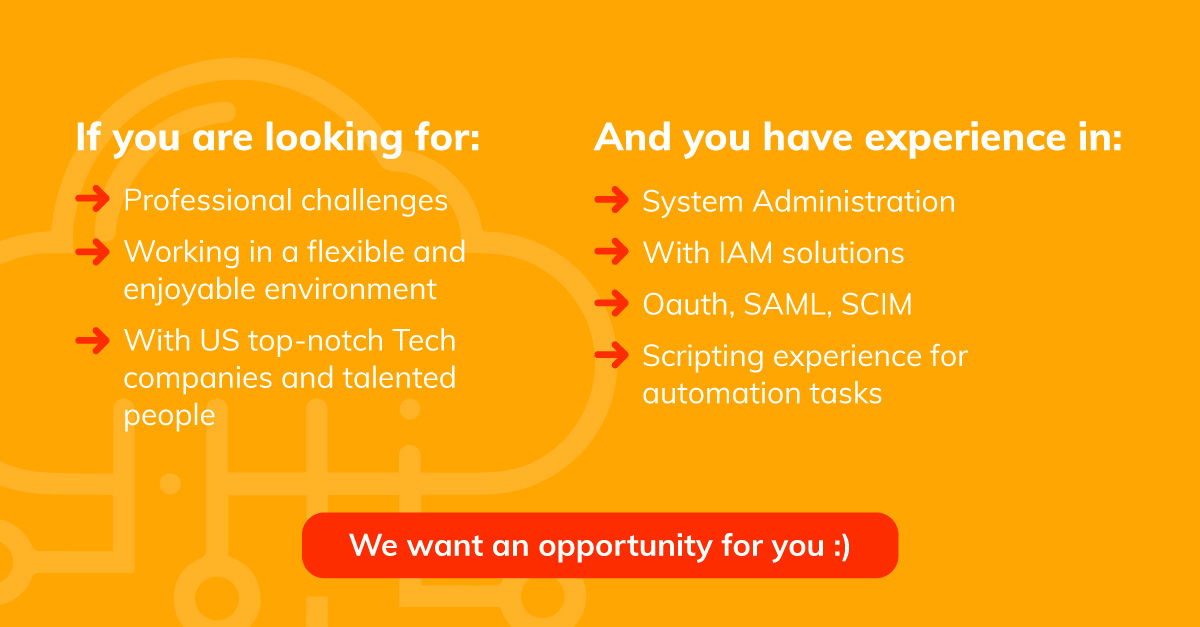 If you are looking for:
Professional challenges
Working in a flexible and
enjoyable environment
With US top-notch Tech
companies and talented
people
And you have experience in:
System Administration
With IAM solutions
Oauth, SAML, SCIM
Scripting experience for
automation tasks
We want an opportunity for you :)